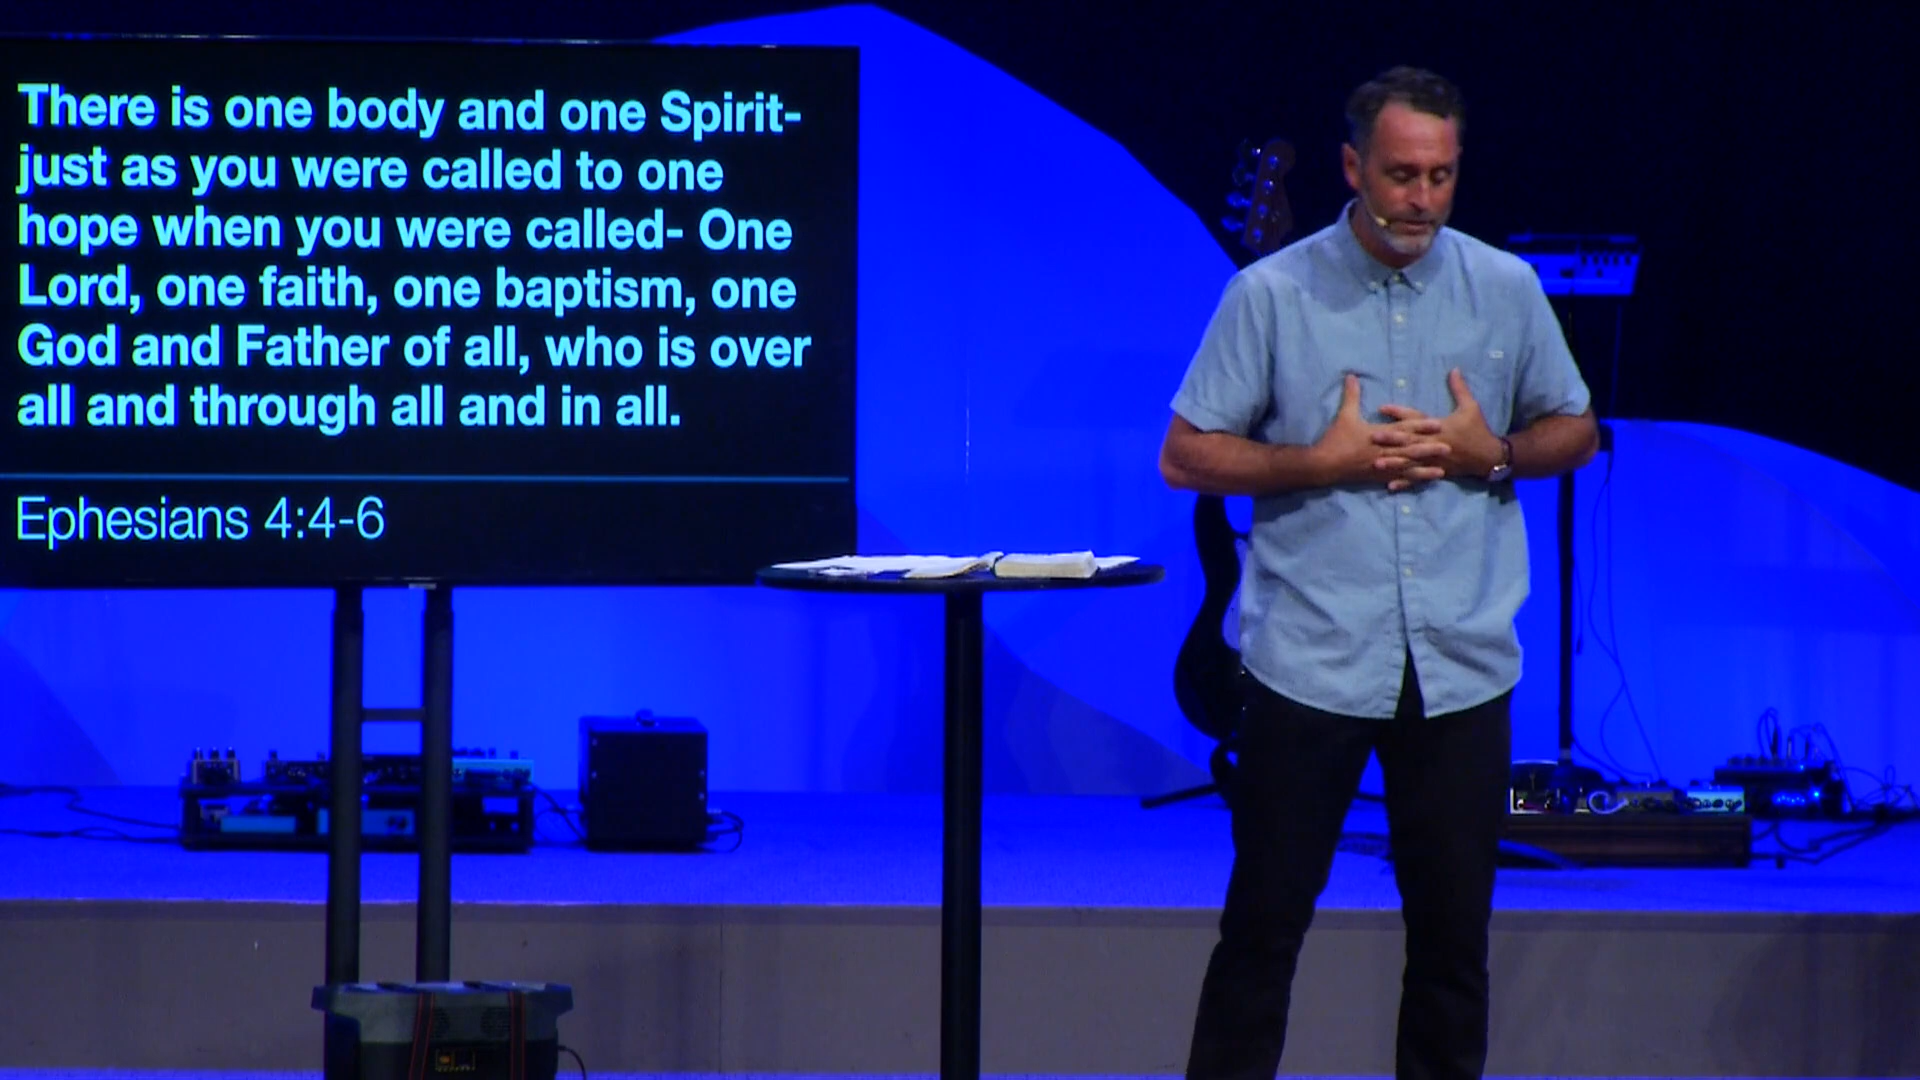 There is one body and one Spirit-
just as you were called to one
hope when you were called- One
Lord, one faith, one baptism, one
God and Father of all, who is over
all and through all and in all.
Ephesians 4:4-6